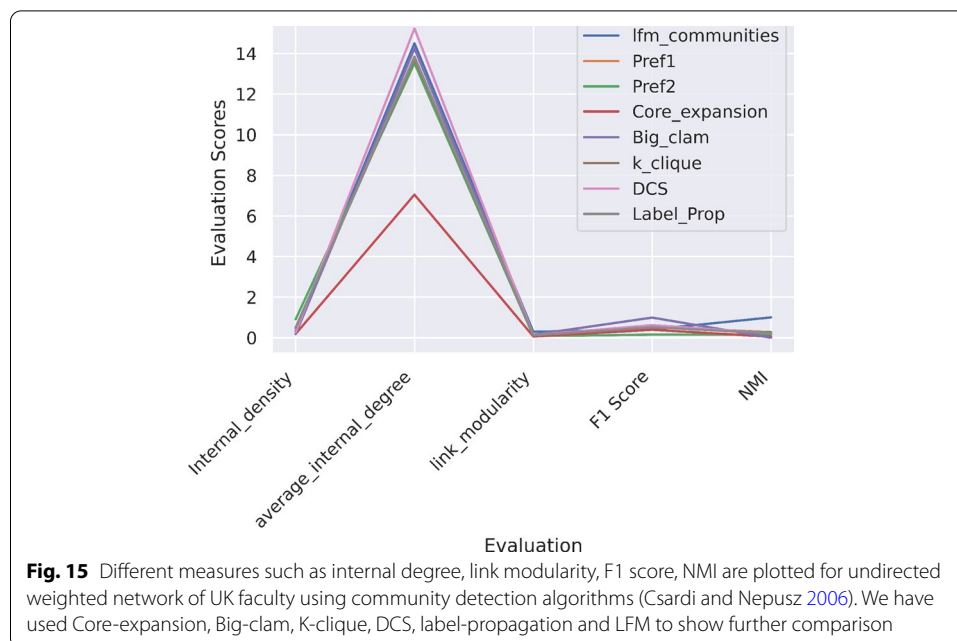 lfm_communities
Pref1
Pref2
Core_expansion
Big_clam
k_clique
DCS
Label_Prop
Evaluation Scores
14
12
10
8
6
4
2
0
Internal_density
average_internal_degree
link_modularity
F1 Score
NMI
Evaluation
Fig. 15 Different measures such as internal degree, link modularity, F1 score, NMI are plotted for undirected
weighted network of UK faculty using community detection algorithms (Csardi and Nepusz 2006). We have
used Core-expansion, Big-clam, K-clique, DCS, label-propagation and LFM to show further comparison